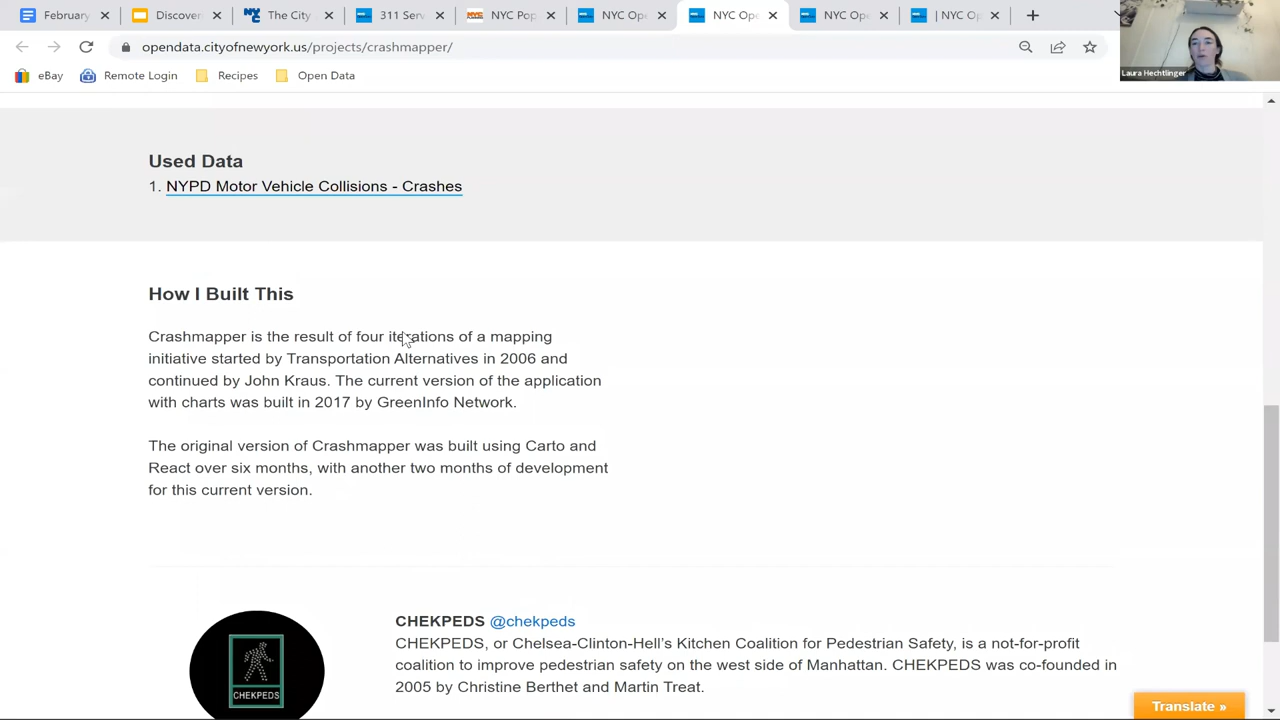 February
Discove
The City
311 Ser
NYC Pop
NYC Ope
NYC Ope
NYC Ope
| NYC Op
opendata.cityofnewyork.us/projects/crashmapper/
eBay
Remote Login
Recipes
Open Data
Laura Hechtlinger
Used Data
1. NYPD Motor Vehicle Collisions - Crashes
How I Built This
Crashmapper is the result of four iterations of a mapping
initiative started by Transportation Alternatives in 2006 and
continued by John Kraus. The current version of the application
with charts was built in 2017 by GreenInfo Network.
The original version of Crashmapper was built using Carto and
React over six months, with another two months of development
for this current version.
CHEKPEDS
CHEKPEDS @chekpeds
CHEKPEDS, or Chelsea-Clinton-Hell's Kitchen Coalition for Pedestrian Safety, is a not-for-profit
coalition to improve pedestrian safety on the west side of Manhattan. CHEKPEDS was co-founded in
2005 by Christine Berthet and Martin Treat.
Translate »